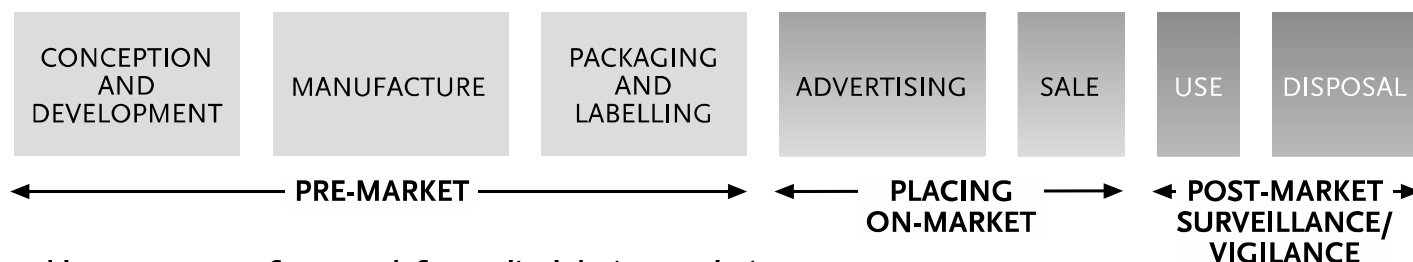 CONCEPTION
AND
DEVELOPMENT
MANUFACTURE
PACKAGING
AND
LABELLING
ADVERTISING
SALE
USE
DISPOSAL
PRE-MARKET
PLACING
ON-MARKET
POST-MARKET
SURVEILLANCE/
VIGILANCE